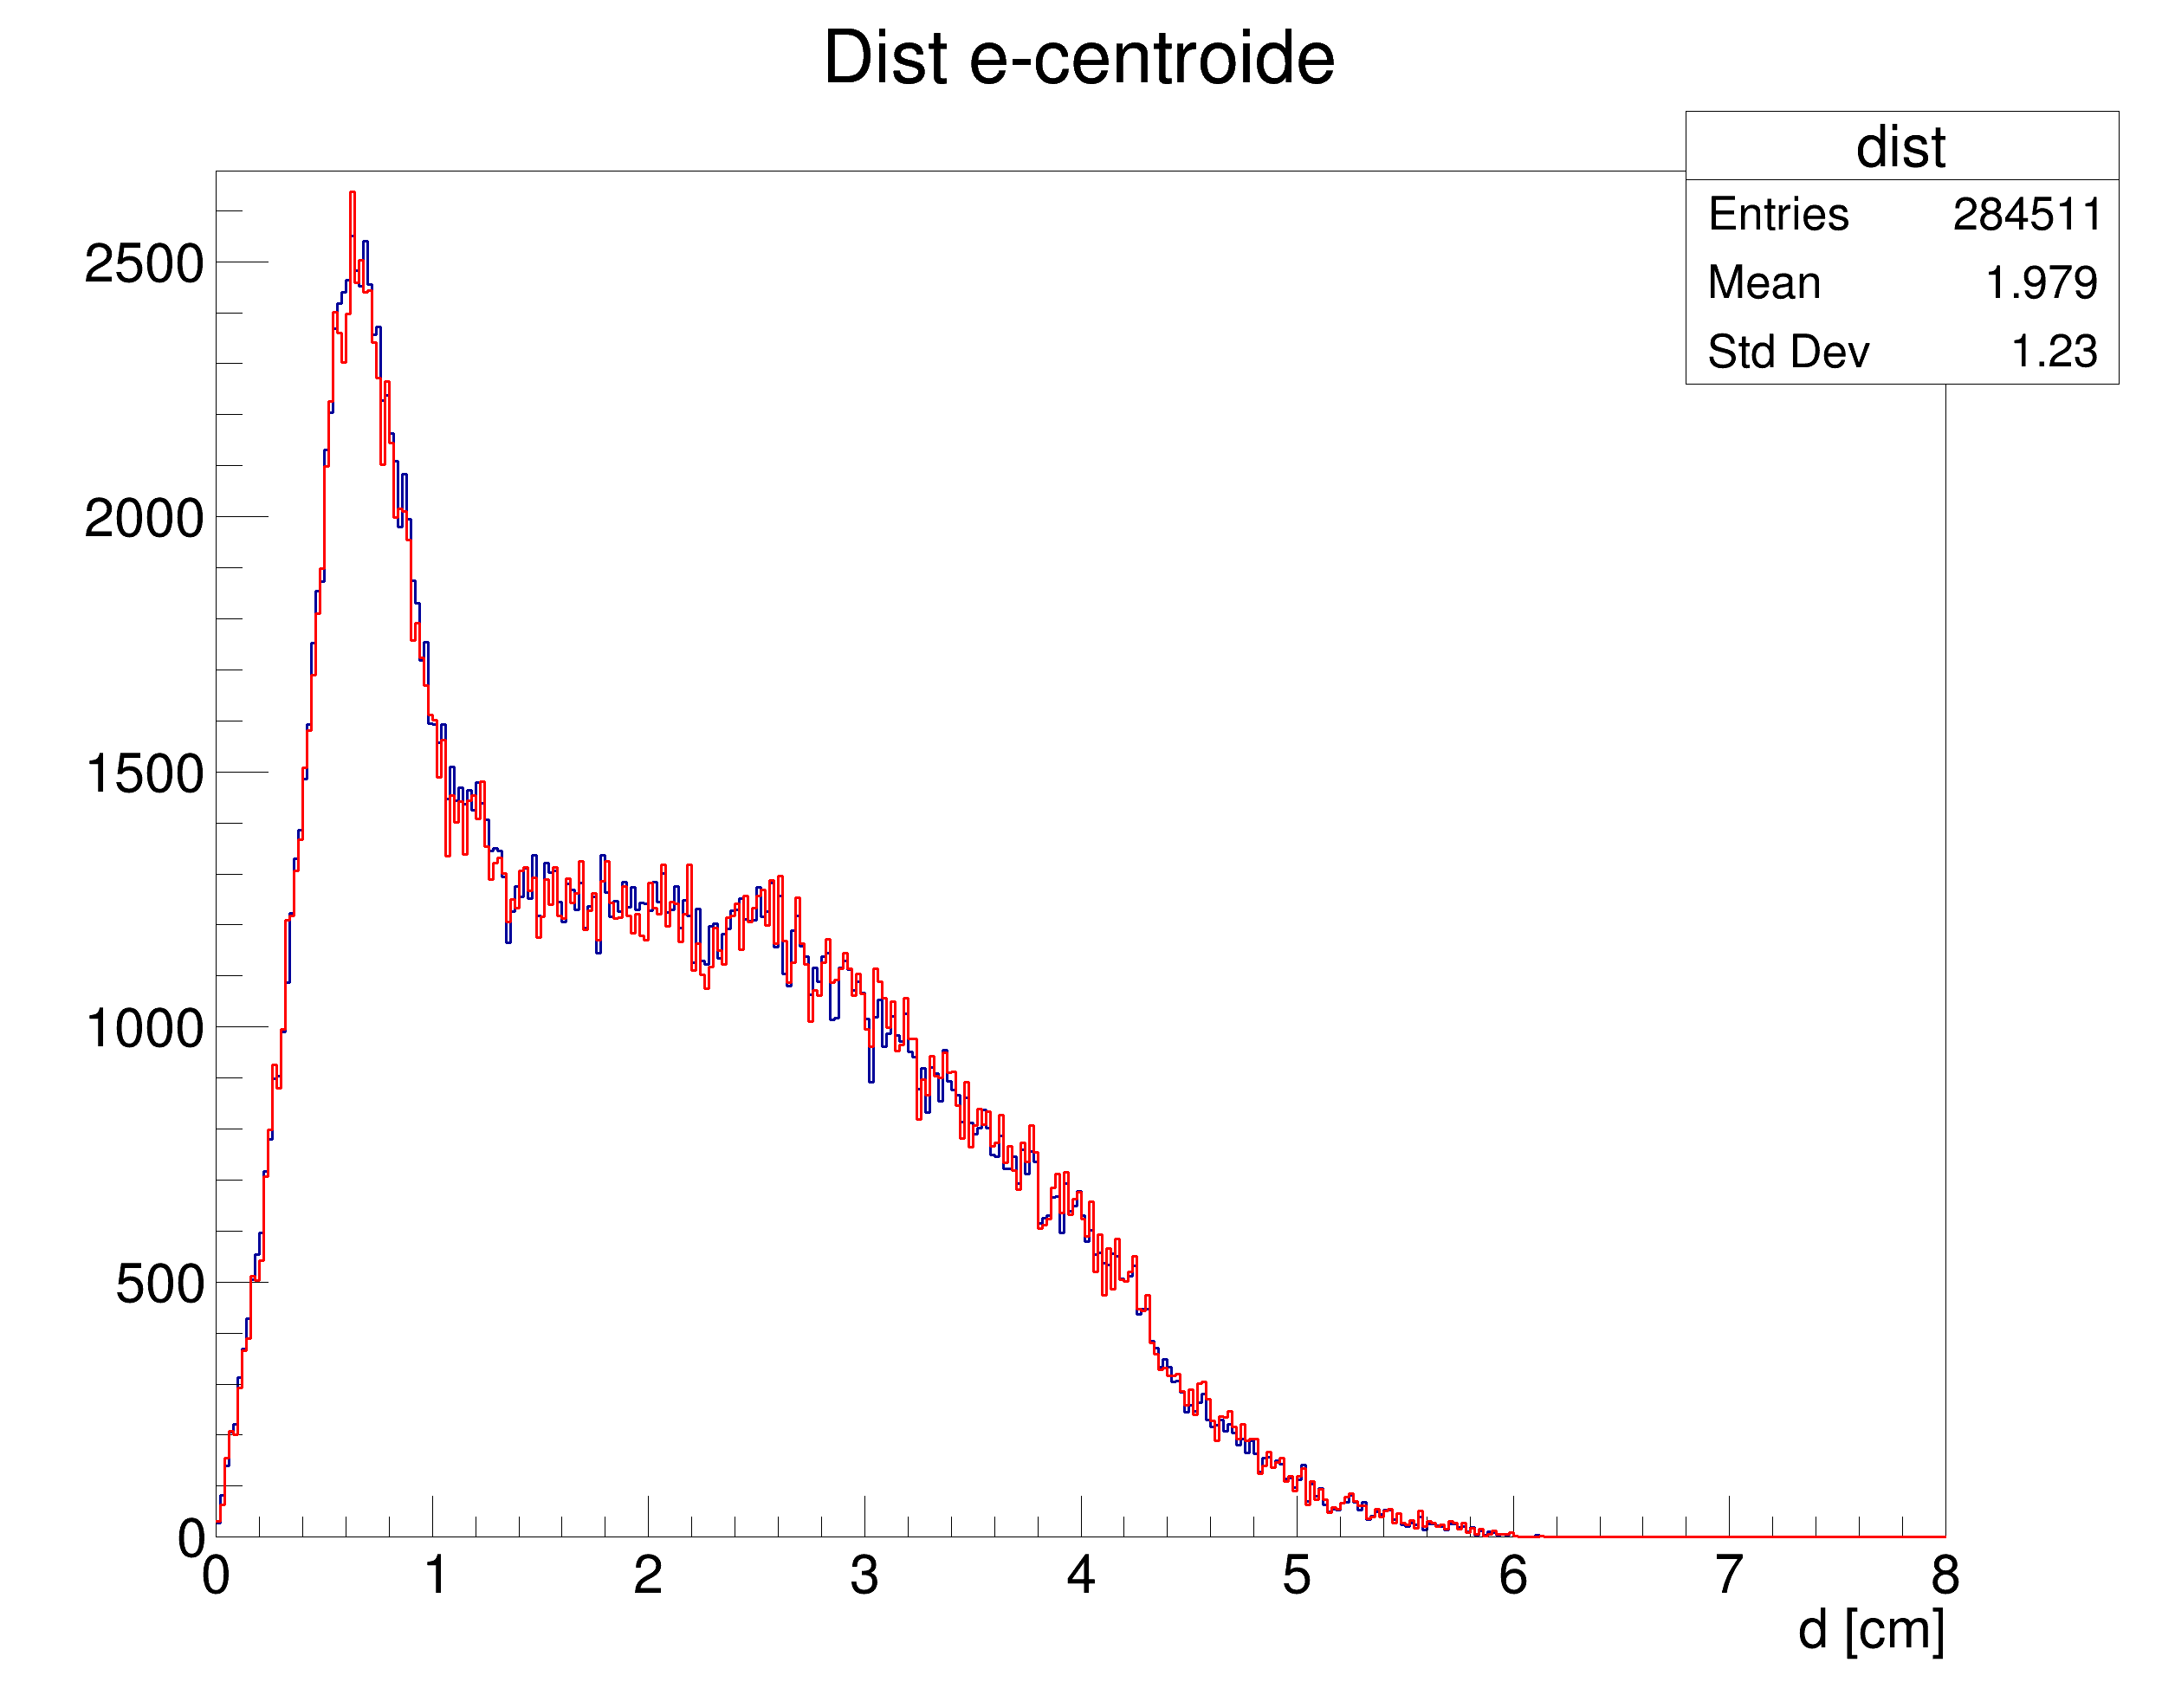 Dist e-centroide
dist
Entries 284511
Mean 1.979
Std Dev 1.23
2500
2000
1500
1000
500
0
0 1 2 3 4 5 6 7 8
d [cm]